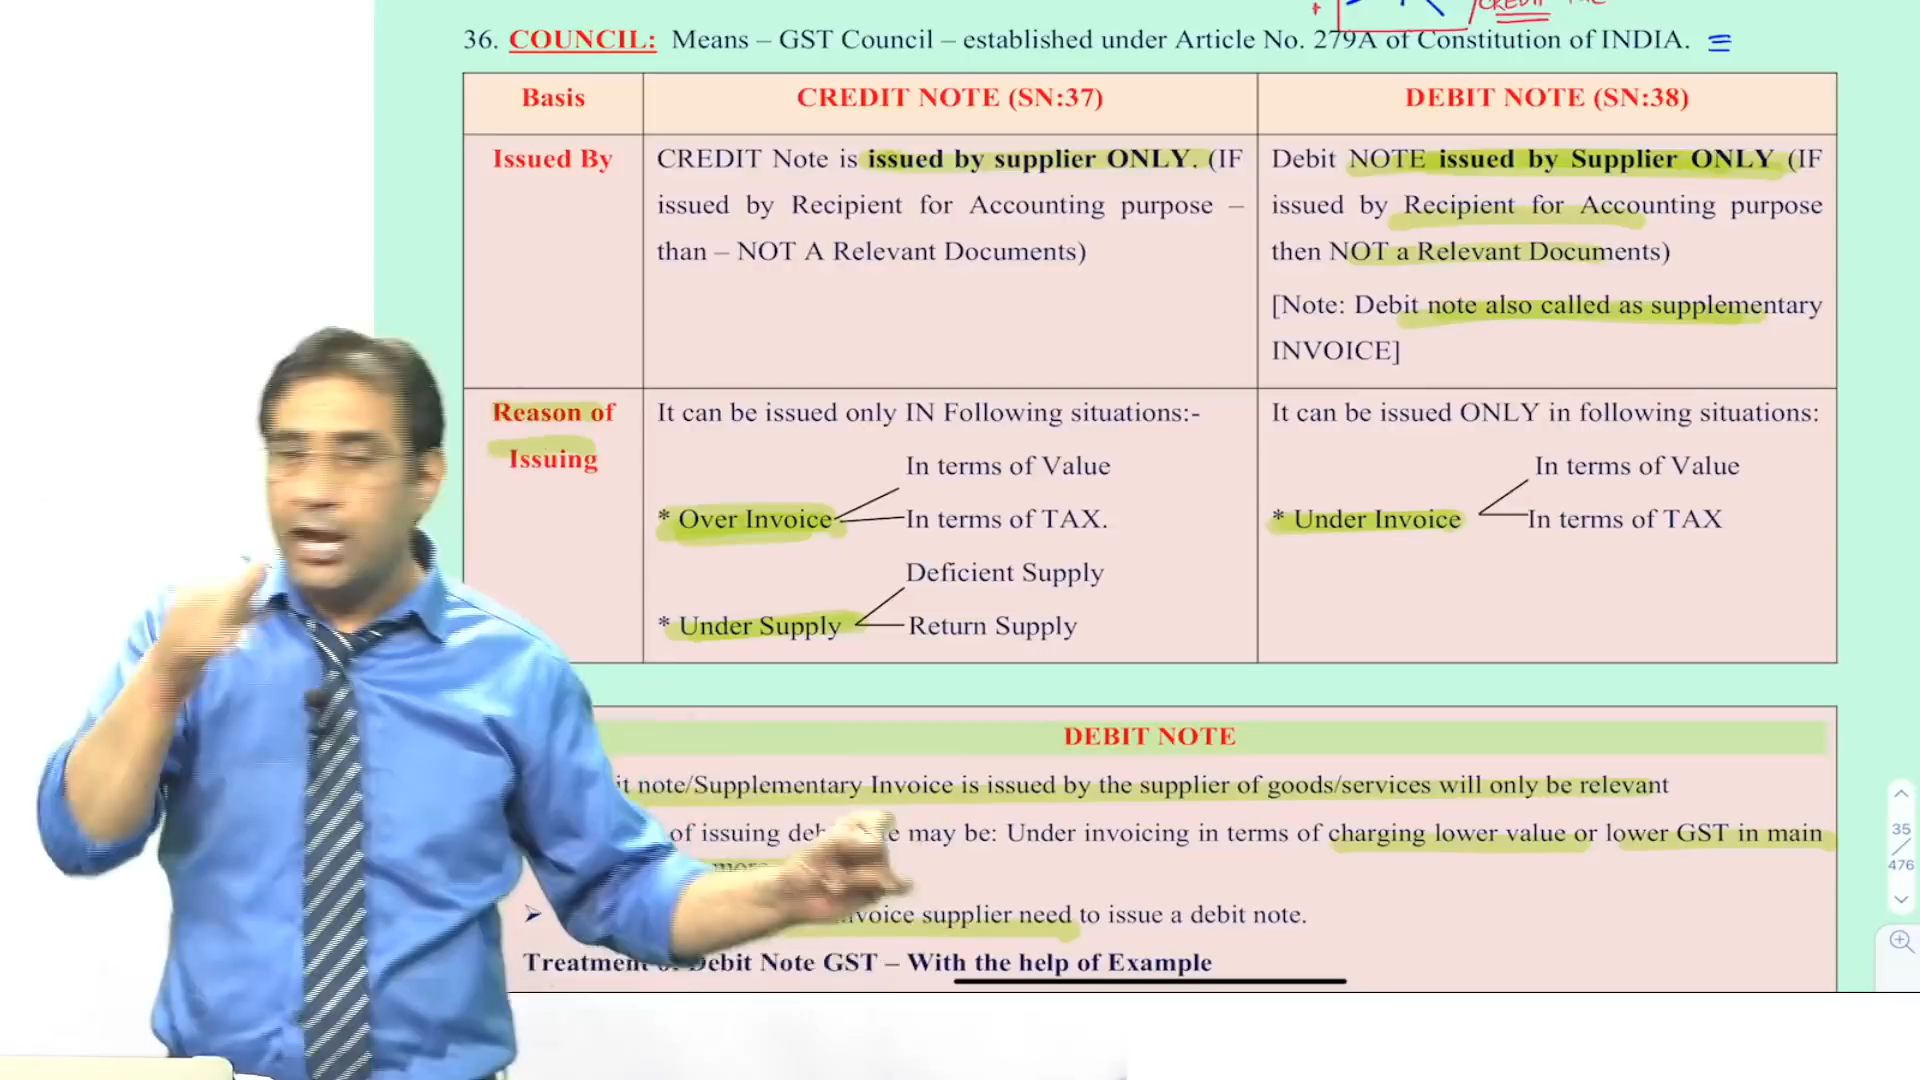 CREDIT
36. COUNCIL: Means – GST Council – established under Article No. 279A of Constitution of INDIA.
Basis
CREDIT NOTE (SN:37)
DEBIT NOTE (SN:38)
Issued By
CREDIT Note is issued by supplier ONLY. (IF
issued by Recipient for Accounting purpose –
than – NOT A Relevant Documents)
Debit NOTE issued by Supplier ONLY (IF
issued by Recipient for Accounting purpose
then NOT a Relevant Documents)
[Note: Debit note also called as supplementary
INVOICE]
Reason of
Issuing
It can be issued only IN Following situations:-
In terms of Value
* Over Invoice
In terms of TAX.
Deficient Supply
* Under Supply
Return Supply
It can be issued ONLY in following situations:
In terms of Value
* Under Invoice
In terms of TAX
DEBIT NOTE
note/Supplementary Invoice is issued by the supplier of goods/services will only be relevant
of issuing may be: Under invoicing in terms of charging lower value or lower GST in main
supplier need to issue a debit note.
Treatment Debit Note GST – With the help of Example
35
476